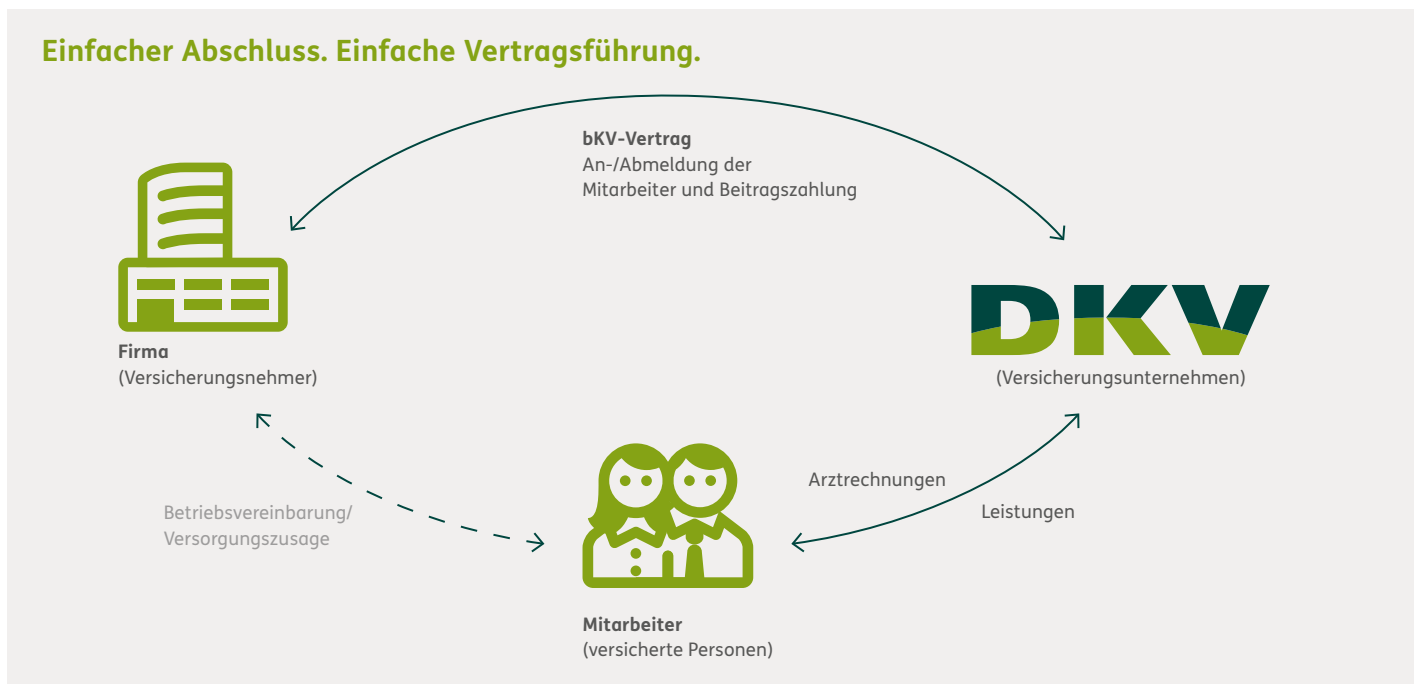 Einfacher Abschluss. Einfache Vertragsführung.
bKV-Vertrag
An-/Abmeldung der
Mitarbeiter und Beitragszahlung
Firma
(Versicherungsnehmer)
DKV
(Versicherungsunternehmen)
Betriebsvereinbarung/
Versorgungszusage
Arztrechnungen
Leistungen
Mitarbeiter
(versicherte Personen)